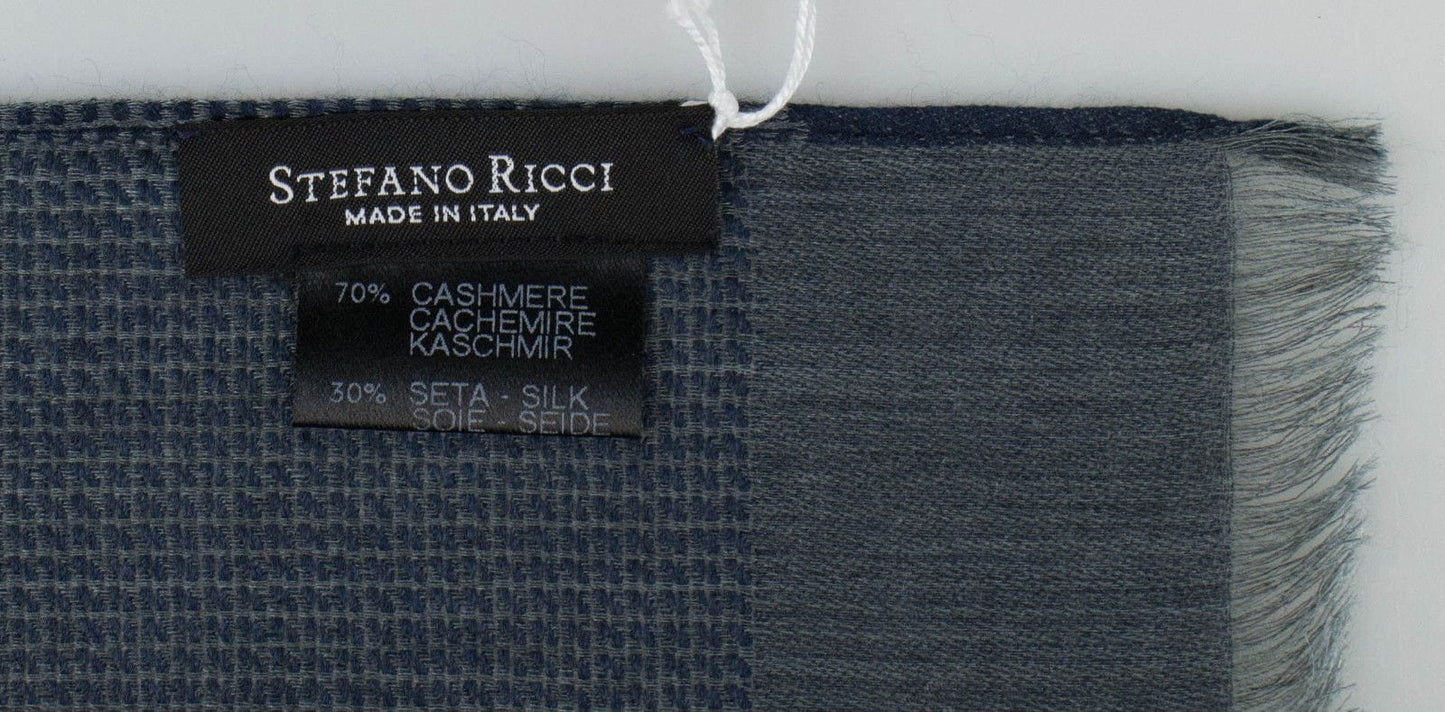 STEFANO RICCI
MADE IN ITALY
70% CASHMERE
CACHEMIRE
KASCHMIR
30% SETA - SILK
SOIE - SEIDE